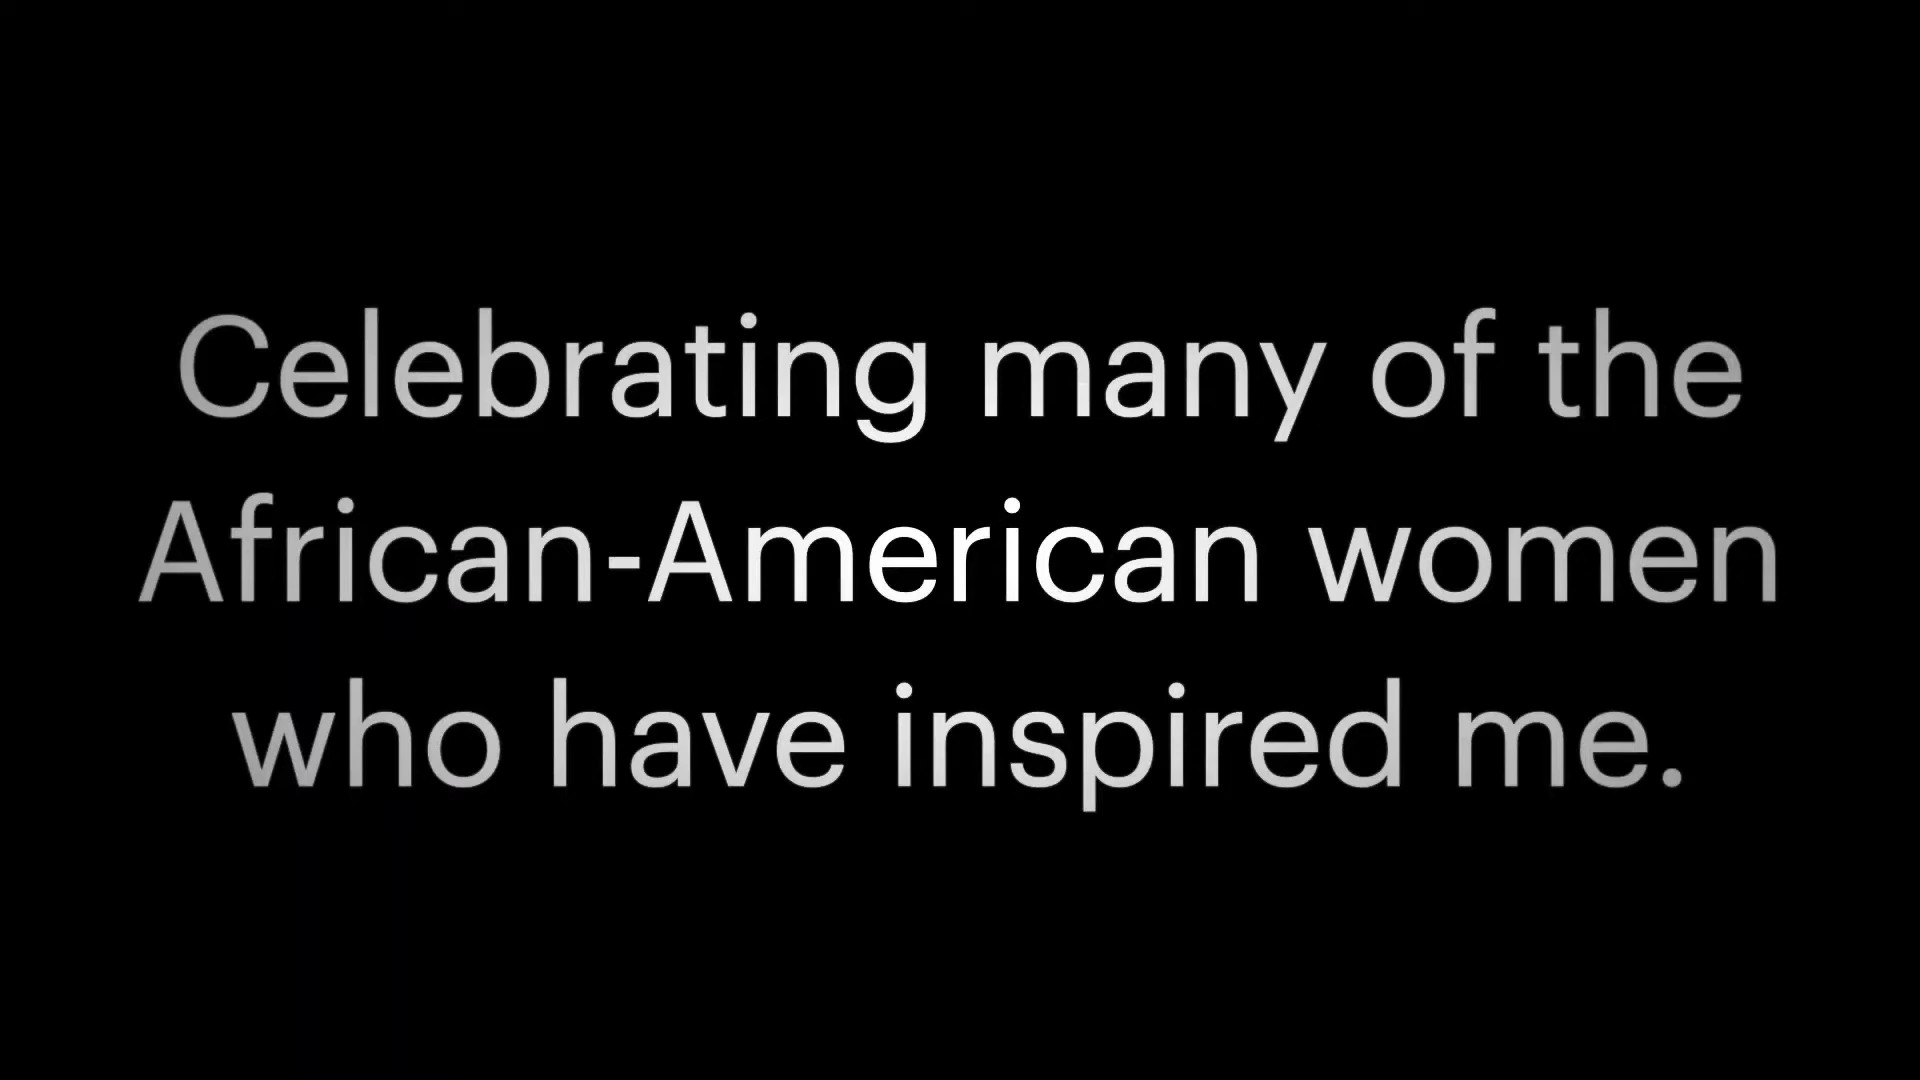 Celebrating many of the
African-American women
who have inspired me.